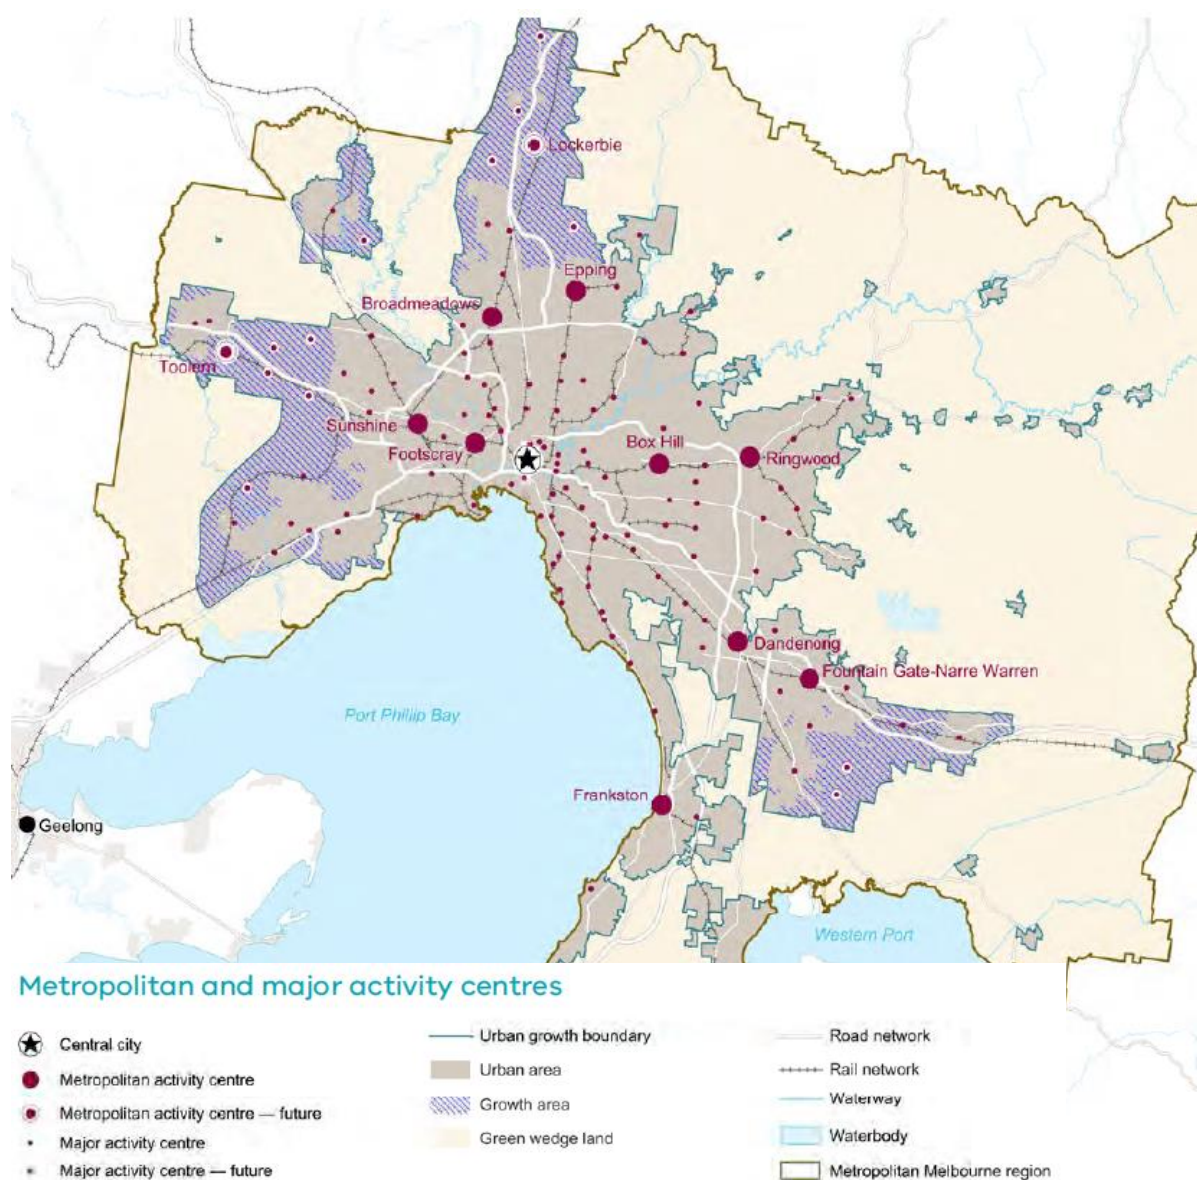 Lockerbie
Epping
Broadmeadows
Toolern
Sunshine
Footscray
Box Hill
Ringwood
Dandenong
Fountain Gate-Narre Warren
Port Phillip Bay
Frankston
Geelong
Western Port
Metropolitan and major activity centres
Central city
Metropolitan activity centre
Metropolitan activity centre — future
Major activity centre
Major activity centre — future
Urban growth boundary
Urban area
Growth area
Green wedge land
Road network
Rail network
Waterway
Waterbody
Metropolitan Melbourne region